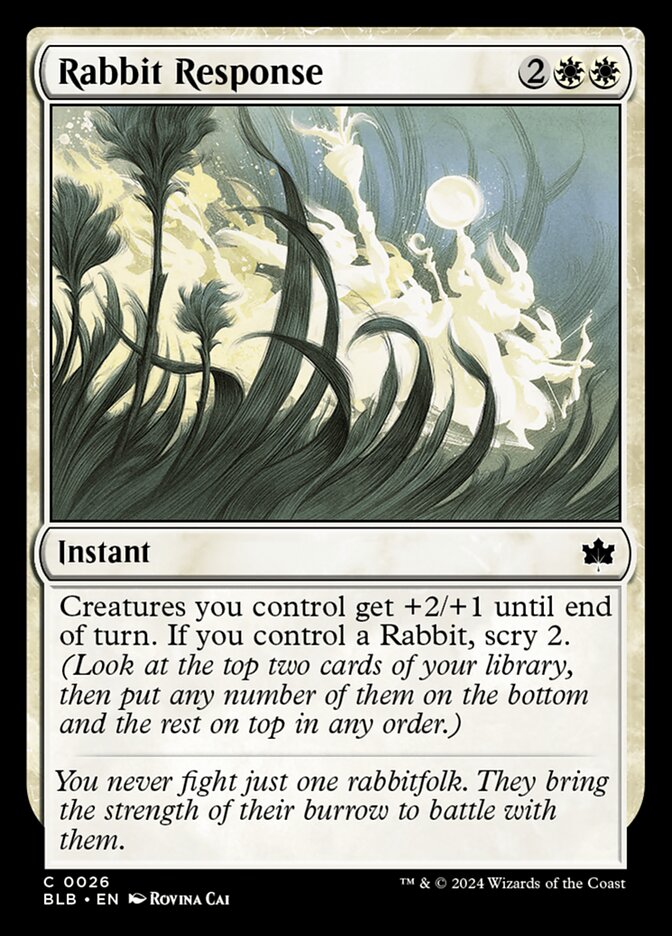 Rabbit Response 2
Instant
Creatures you control get +2/+1 until end
of turn. If you control a Rabbit, scry 2.
(Look at the top two cards of your library,
then put any number of them on the bottom
and the rest on top in any order.)
You never fight just one rabbitfolk. They bring
the strength of their burrow to battle with
them.
C 0026
BLB • EN Rovina Cai
™ & © 2024 Wizards of the Coast